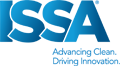 ISSA®
Advancing Clean.
Driving Innovation.